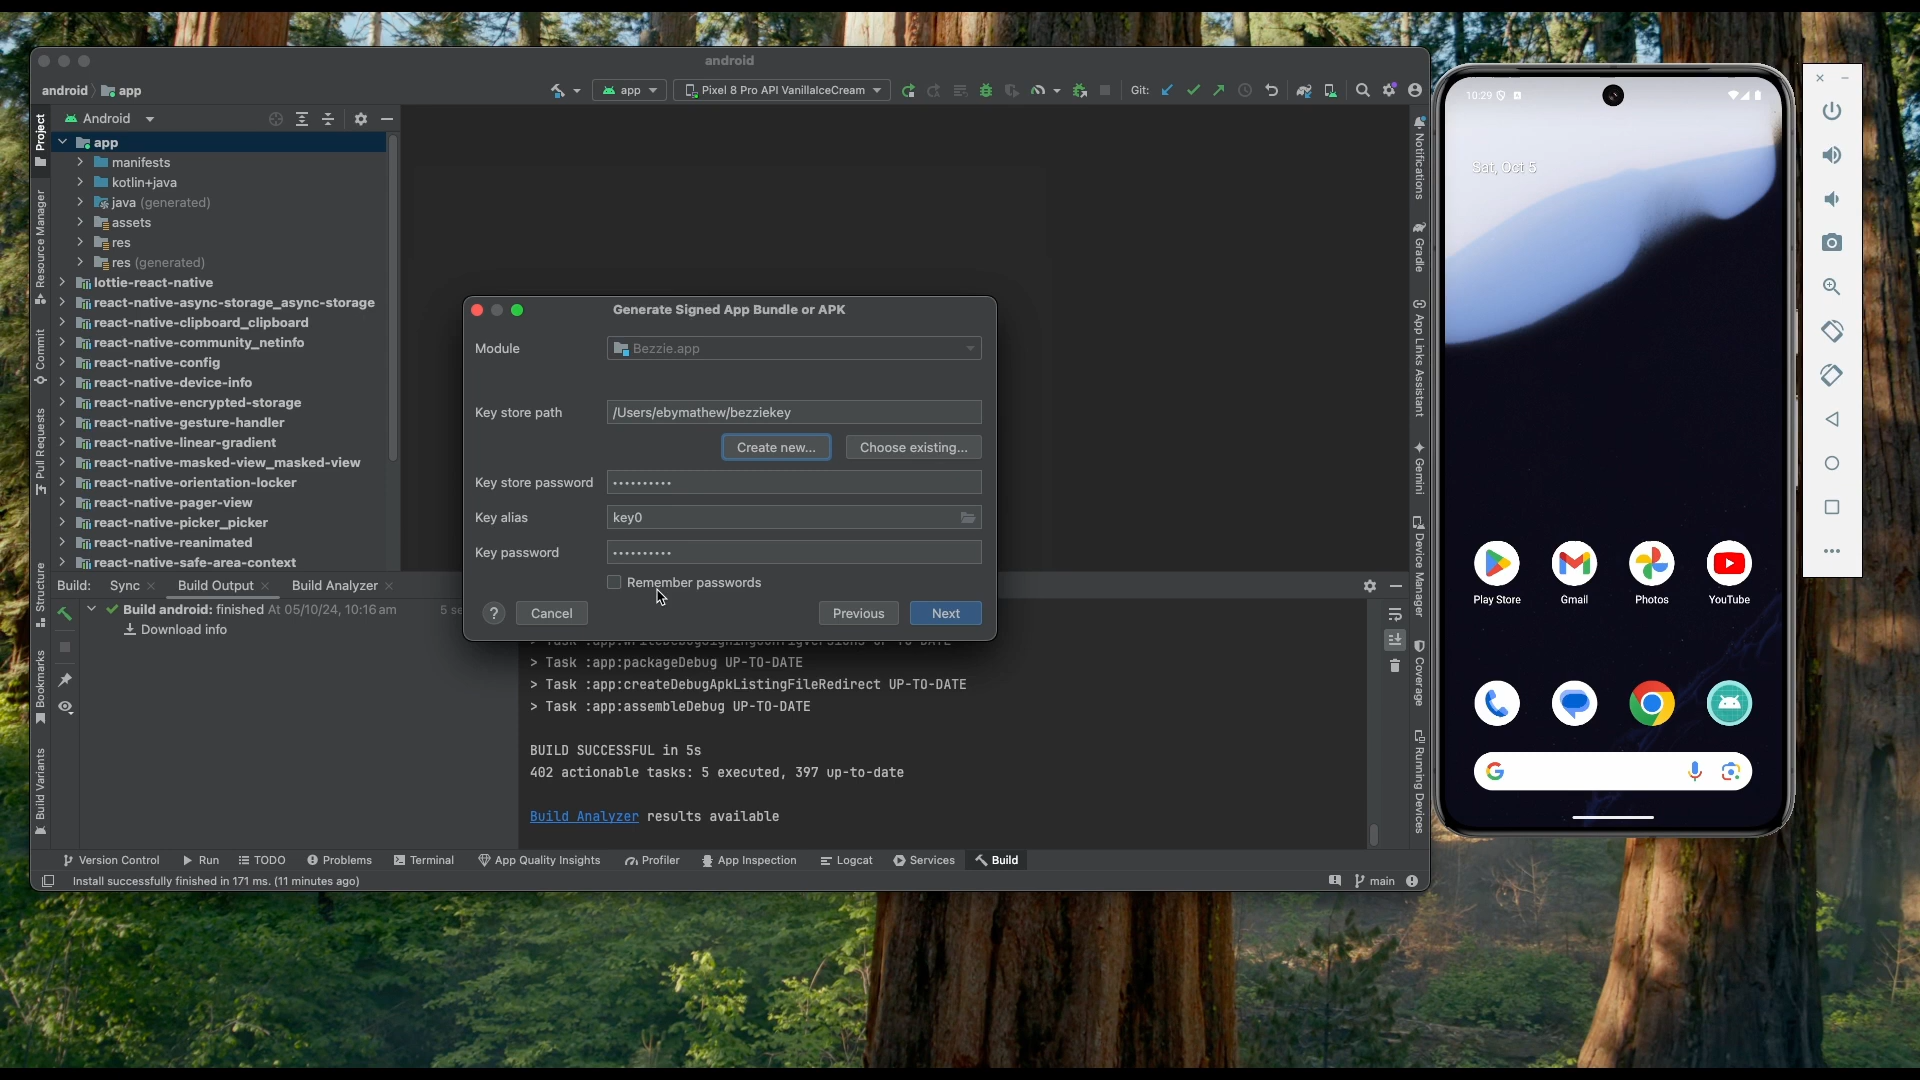 android
android
app
app
Pixel 8 Pro API VanillaIceCream
Git:
Project
Resource Manager
Commit
Pull Requests
Structure
Bookmarks
Build Variants
Android
app
manifests
kotlin+java
java (generated)
assets
res
res (generated)
lottie-react-native
react-native-async-storage_async-storage
react-native-clipboard_clipboard
react-native-community_netinfo
react-native-config
react-native-device-info
react-native-encrypted-storage
react-native-gesture-handler
react-native-linear-gradient
react-native-masked-view_masked-view
react-native-orientation-locker
react-native-pager-view
react-native-picker_picker
react-native-reanimated
react-native-safe-area-context
Generate Signed App Bundle or APK
Module
Bezzie.app
Key store path
/Users/ebymathew/bezziekey
Create new...
Choose existing...
Key store password
••••••••••
Key alias
key0
Key password
••••••••••
Remember passwords
?
Cancel
Previous
Next
Build:
Sync
Build Output
Build Analyzer
Build android: finished At 05/10/24, 10:16 am
5 se
Download info
> Task :app:packageDebug UP-TO-DATE
> Task :app:createDebugApkListingFileRedirect UP-TO-DATE
> Task :app:assembleDebug UP-TO-DATE
BUILD SUCCESSFUL in 5s
402 actionable tasks: 5 executed, 397 up-to-date
Build Analyzer results available
Notifications
Gradle
App Links Assistant
Gemini
Device Manager
Coverage
Running Devices
Version Control
Run
TODO
Problems
Terminal
App Quality Insights
Profiler
App Inspection
Logcat
Services
Build
Install successfully finished in 171 ms. (11 minutes ago)
main
10:29
Sat, Oct 5
Play Store
Gmail
Photos
YouTube